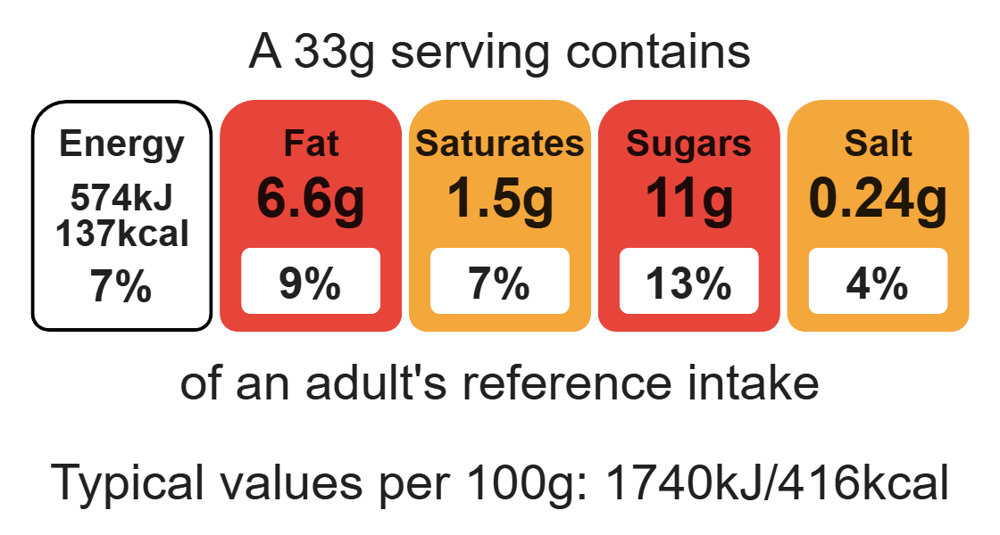 A 33g serving contains
Energy
574kJ
137kcal
7%
Fat
6.6g
9%
Saturates
1.5g
7%
Sugars
11g
13%
Salt
0.24g
4%
of an adult's reference intake
Typical values per 100g: 1740kJ/416kcal